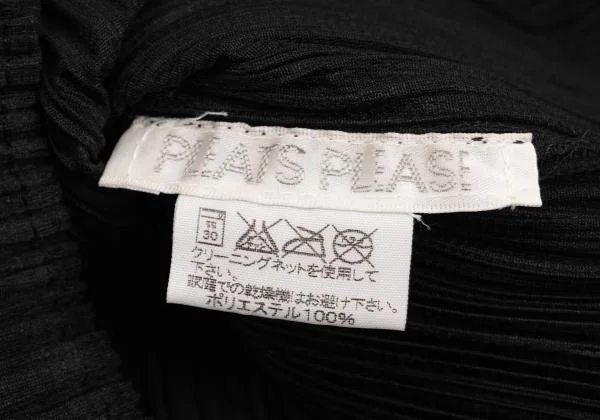 PLEATS PLEASE
30
クリーニングネットを使用して
下さい。
家庭での乾燥機はお避け下さい。
ポリエステル100%